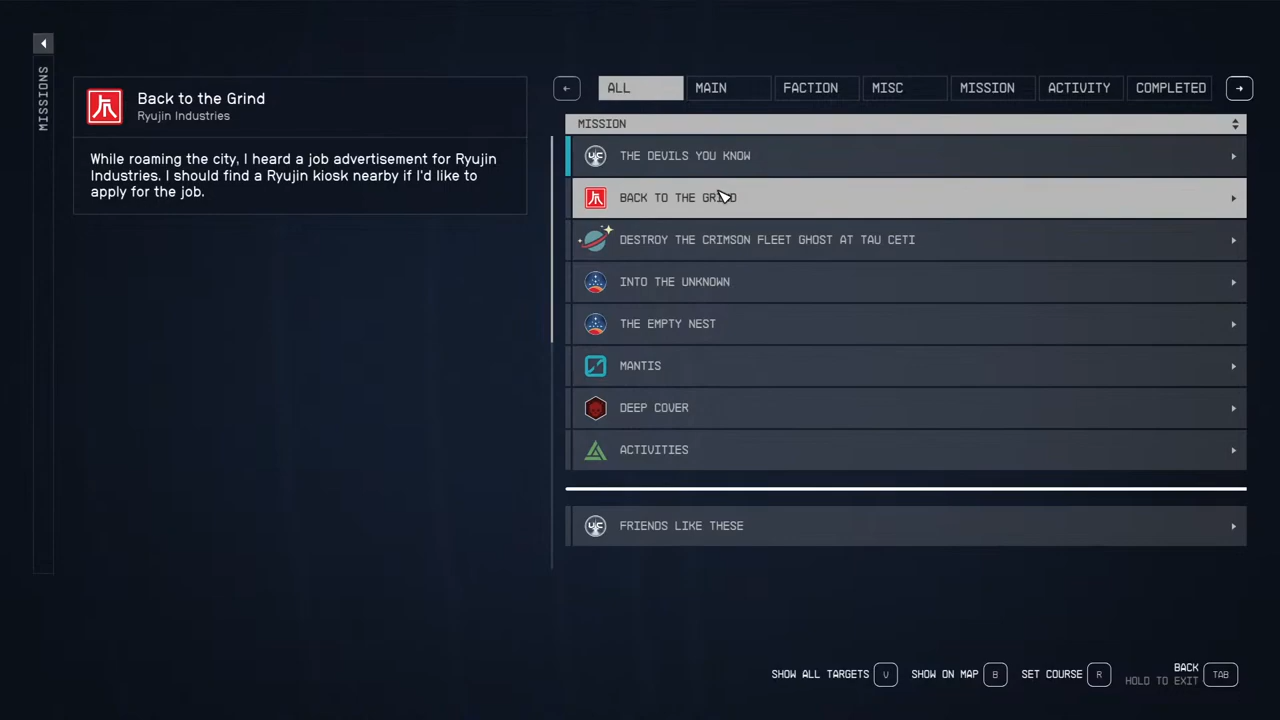 MISSIONS
Back to the Grind
Ryujin Industries
While roaming the city, I heard a job advertisement for Ryujin
Industries. I should find a Ryujin kiosk nearby if I'd like to
apply for the job.
ALL MAIN FACTION MISC MISSION ACTIVITY COMPLETED
MISSION
UC THE DEVILS YOU KNOW
BACK TO THE GRIND
DESTROY THE CRIMSON FLEET GHOST AT TAU CETI
INTO THE UNKNOWN
THE EMPTY NEST
MANTIS
DEEP COVER
ACTIVITIES
UC FRIENDS LIKE THESE
SHOW ALL TARGETS V SHOW ON MAP B SET COURSE R BACK TAB
HOLD TO EXIT